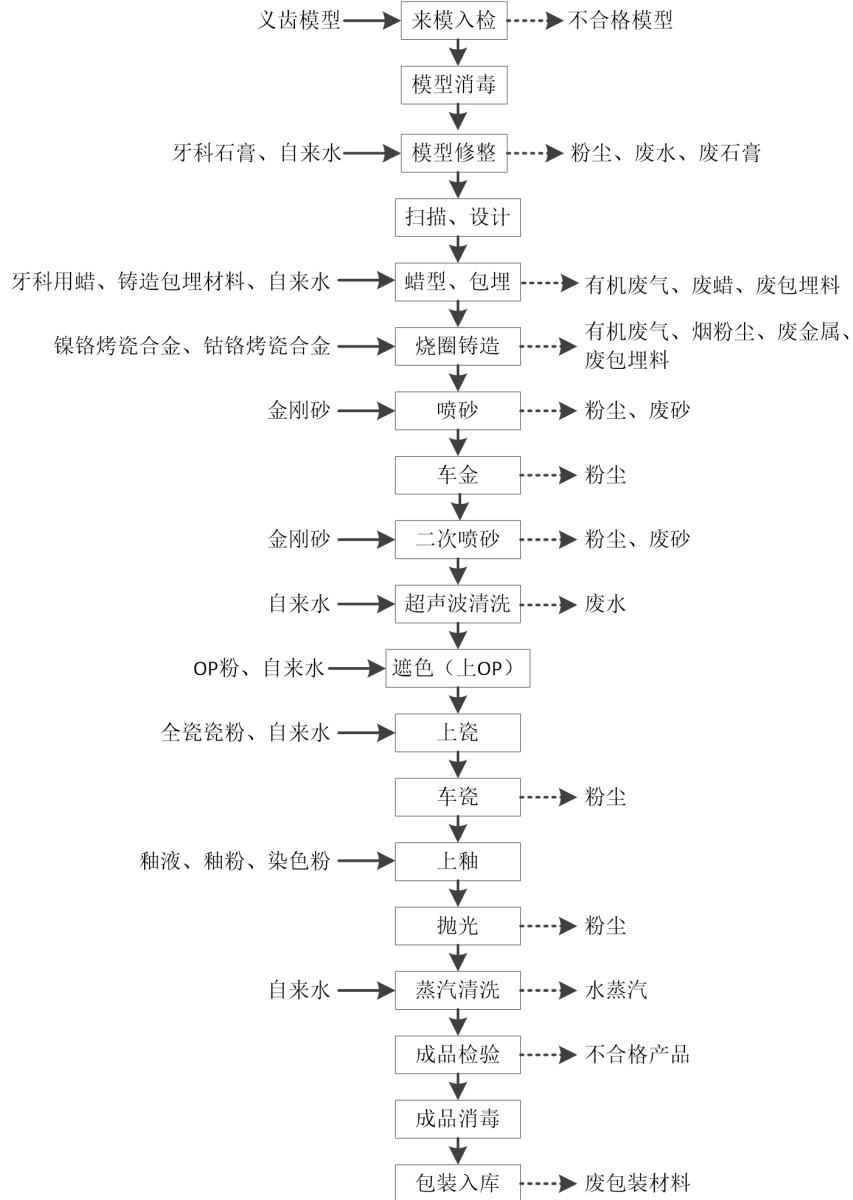 义齿模型 来模入检 不合格模型
模型消毒
牙科石膏、自来水 模型修整 粉尘、废水、废石膏
扫描、设计
牙科用蜡、铸造包埋材料、自来水 蜡型、包埋 有机废气、废蜡、废包埋料
镍铬烤瓷合金、钴铬烤瓷合金 烧圈铸造 有机废气、烟粉尘、废金属、
废包埋料
金刚砂 喷砂 粉尘、废砂
车金 粉尘
金刚砂 二次喷砂 粉尘、废砂
自来水 超声波清洗 废水
OP粉、自来水 遮色（上OP）
全瓷瓷粉、自来水 上瓷
车瓷 粉尘
釉液、釉粉、染色粉 上釉
抛光 粉尘
自来水 蒸汽清洗 水蒸汽
成品检验 不合格产品
成品消毒
包装入库 废包装材料